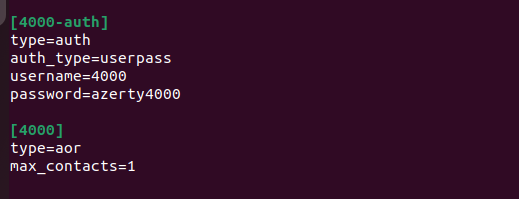 [4000-auth]
type=auth
auth_type=userpass
username=4000
password=azerty4000
[4000]
type=aor
max_contacts=1